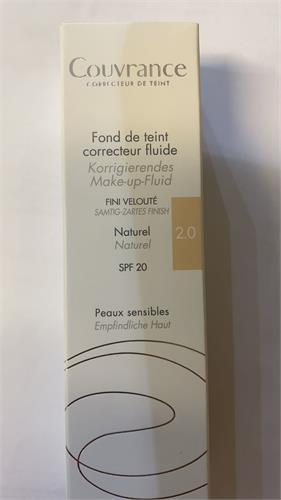 Couvrance
CORRECTEUR DE TEINT
Fond de teint
correcteur fluide
Korrigierendes
Make-up-Fluid
FINI VELOUTÉ
SAMTIG-ZARTES FINISH
Naturel 2.0
Naturel
SPF 20
Peaux sensibles
Empfindliche Haut